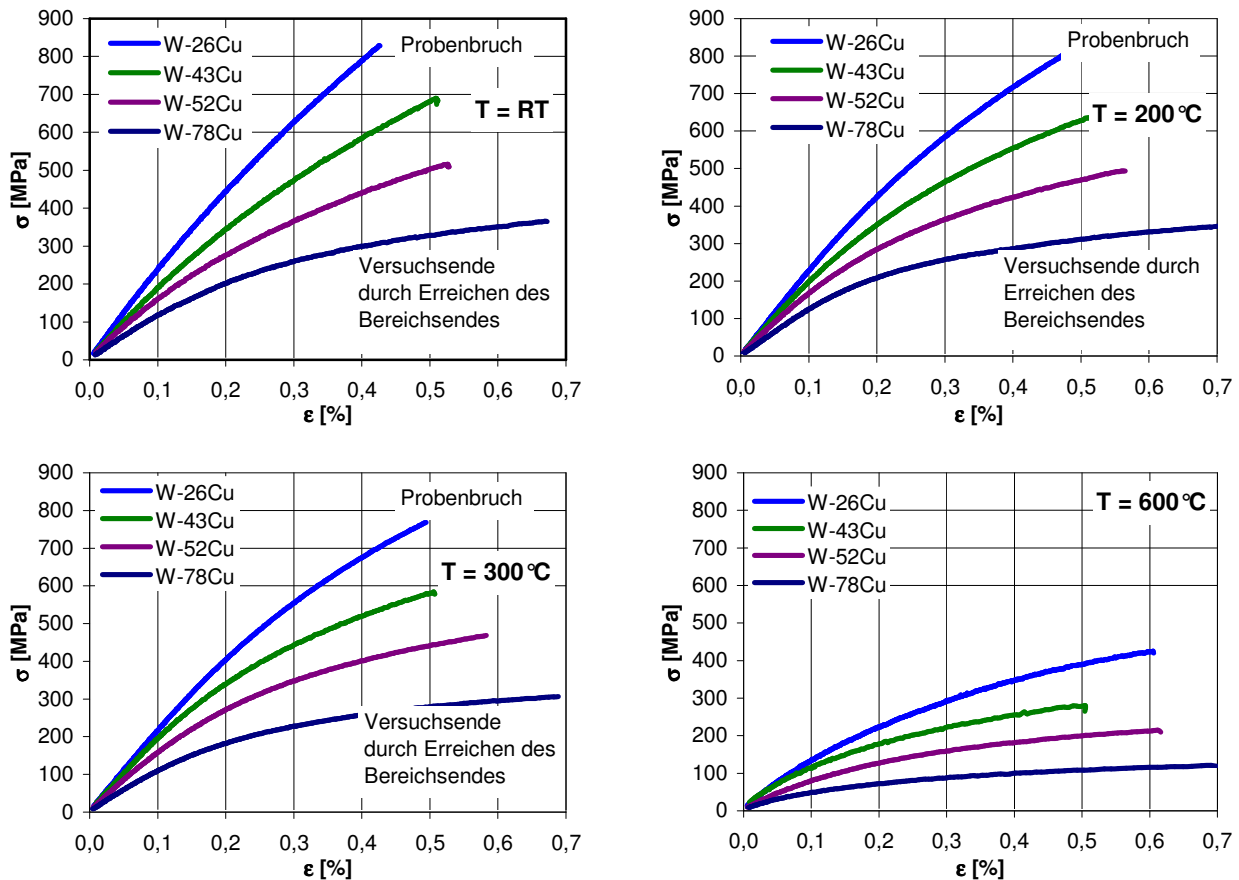 900
800
700
600
500
400
300
200
100
0
σ [MPa]
W-26Cu
W-43Cu
W-52Cu
W-78Cu
Probenbruch
T = RT
Versuchsende
durch Erreichen des
Bereichsendes
0,0 0,1 0,2 0,3 0,4 0,5 0,6 0,7
ε [%]
900
800
700
600
500
400
300
200
100
0
σ [MPa]
W-26Cu
W-43Cu
W-52Cu
W-78Cu
Probenbruch
T = 200°C
Versuchsende durch
Erreichen des
Bereichsendes
0,0 0,1 0,2 0,3 0,4 0,5 0,6 0,7
ε [%]
900
800
700
600
500
400
300
200
100
0
σ [MPa]
W-26Cu
W-43Cu
W-52Cu
W-78Cu
Probenbruch
T = 300°C
Versuchsende
durch Erreichen des
Bereichsendes
0,0 0,1 0,2 0,3 0,4 0,5 0,6 0,7
ε [%]
900
800
700
600
500
400
300
200
100
0
σ [MPa]
W-26Cu
W-43Cu
W-52Cu
W-78Cu
T = 600°C
0,0 0,1 0,2 0,3 0,4 0,5 0,6 0,7
ε [%]